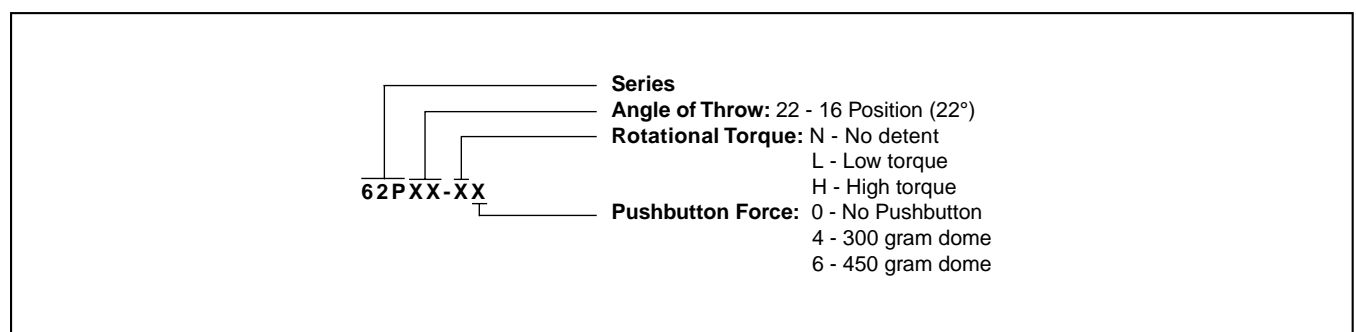 Series
Angle of Throw: 22 - 16 Position (22°)
Rotational Torque: N - No detent
L - Low torque
H - High torque
62PXX-XX
Pushbutton Force: 0 - No Pushbutton
4 - 300 gram dome
6 - 450 gram dome